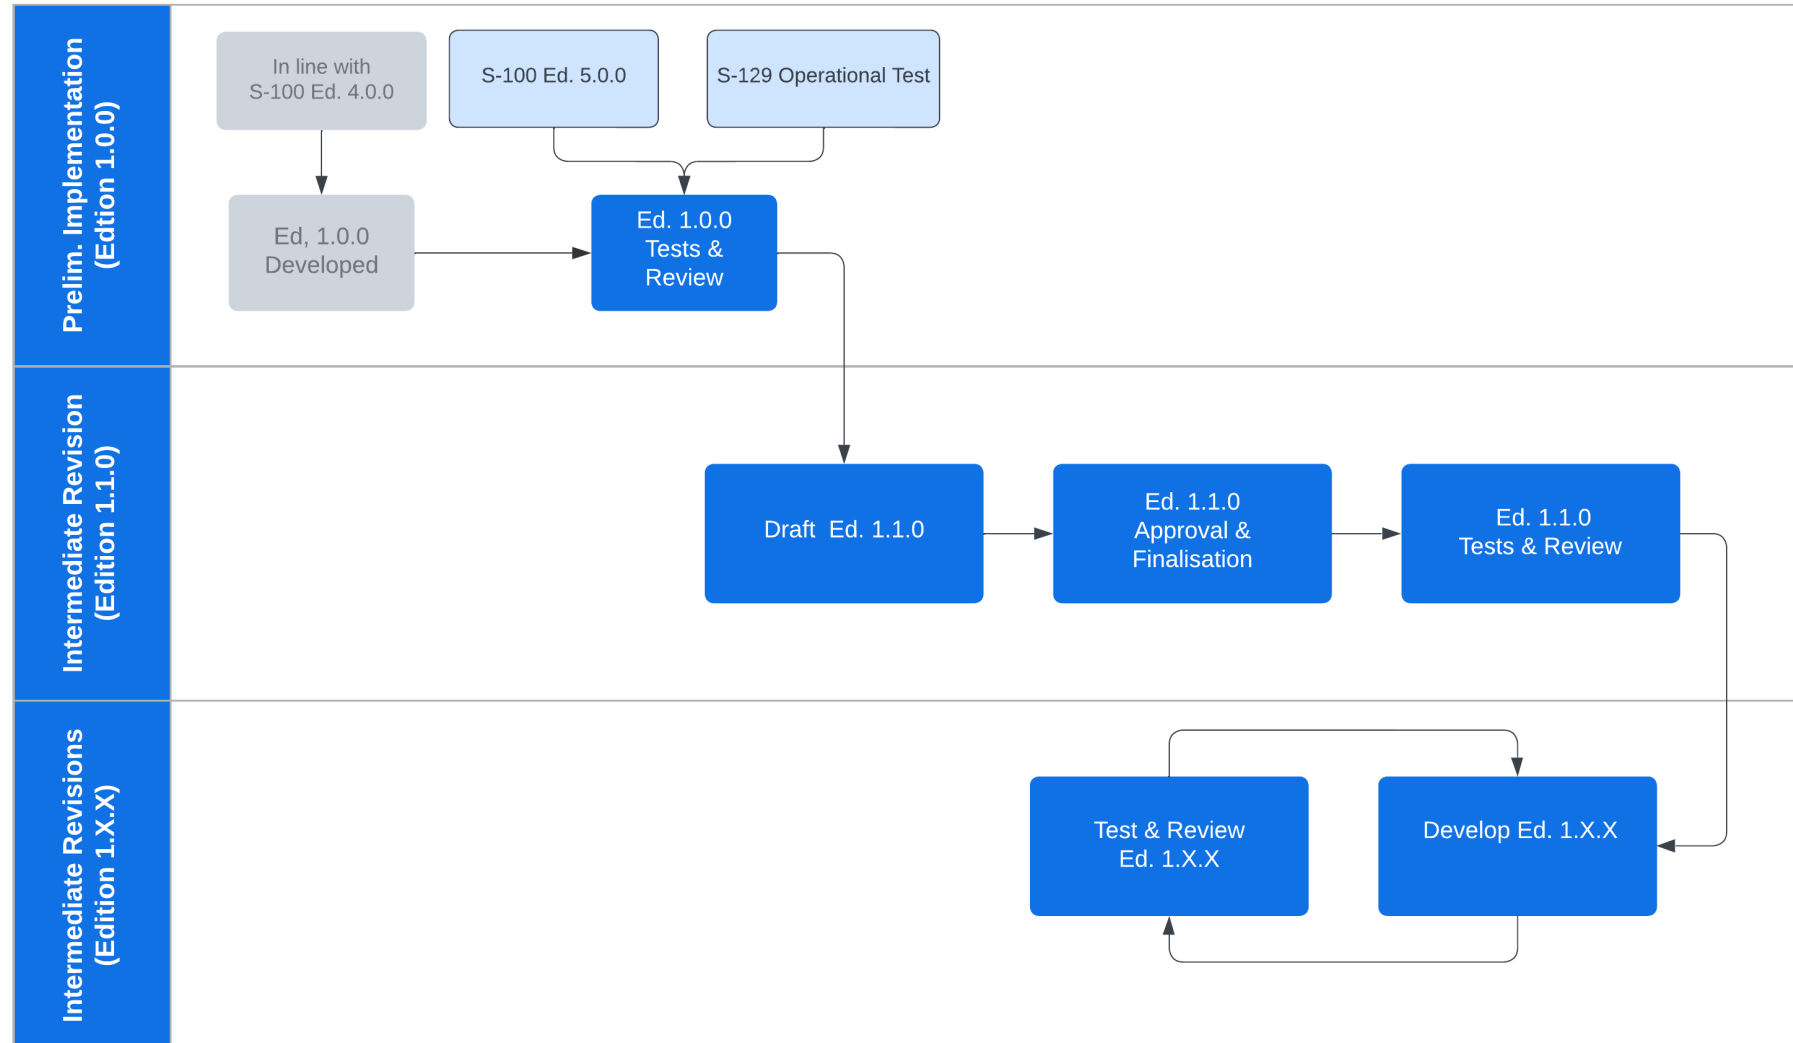 Prelim. Implementation
(Edtion 1.0.0)
In line with
S-100 Ed. 4.0.0
S-100 Ed. 5.0.0
S-129 Operational Test
Ed, 1.0.0
Developed
Ed. 1.0.0
Tests &
Review
Intermediate Revision
(Edition 1.1.0)
Draft  Ed. 1.1.0
Ed. 1.1.0
Approval &
Finalisation
Ed. 1.1.0
Tests & Review
Intermediate Revisions
(Edition 1.X.X)
Test & Review
Ed. 1.X.X
Develop Ed. 1.X.X